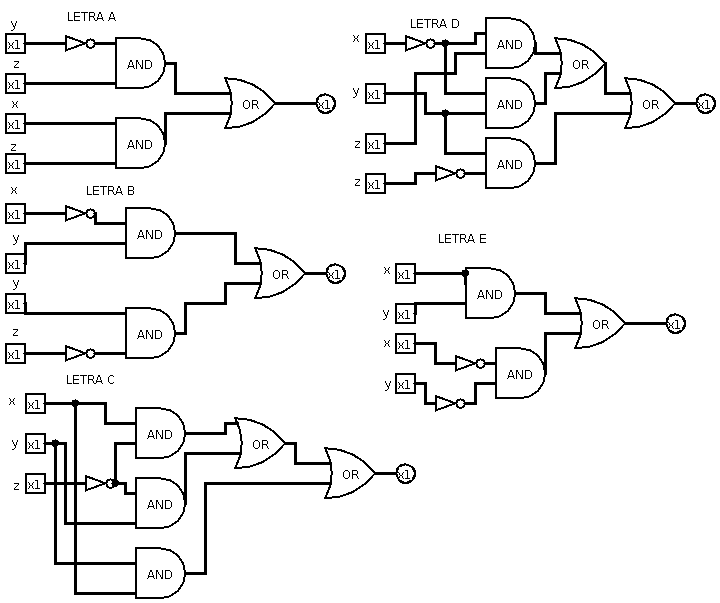 LETRA A
y
x1
z
x1
AND
x
x1
z
x1
AND
OR
x1
LETRA B
x
x1
y
x1
AND
y
x1
z
x1
AND
OR
x1
LETRA C
x
x1
y
x1
z
x1
AND
AND
AND
OR
OR
x1
LETRA D
x
x1
y
x1
z
x1
z
x1
AND
AND
AND
OR
OR
x1
LETRA E
x
x1
y
x1
x
x1
y
x1
AND
AND
OR
x1